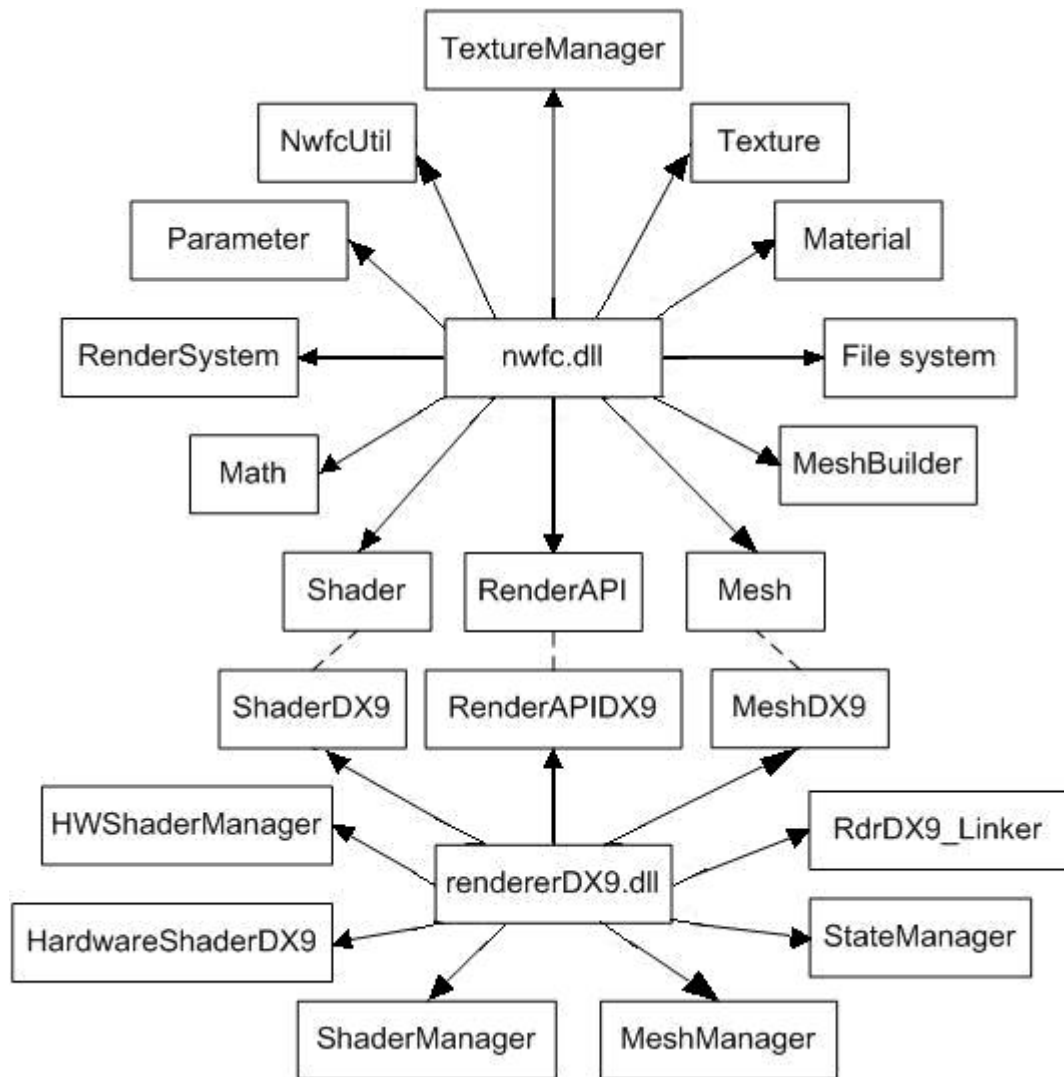 TextureManager
NwfcUtil
Texture
Parameter
Material
RenderSystem
nwfc.dll
File system
Math
MeshBuilder
Shader
RenderAPI
Mesh
ShaderDX9
RenderAPIDX9
MeshDX9
HWShaderManager
RdrDX9_Linker
rendererDX9.dll
HardwareShaderDX9
StateManager
ShaderManager
MeshManager